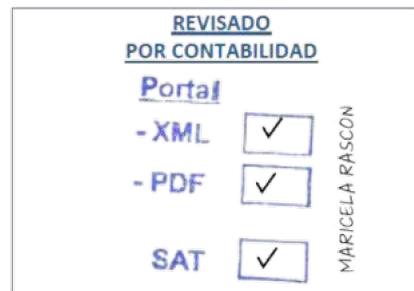 REVISADO
POR CONTABILIDAD
Portal
- XML ✓
- PDF ✓
SAT ✓
MARICELA RASCON